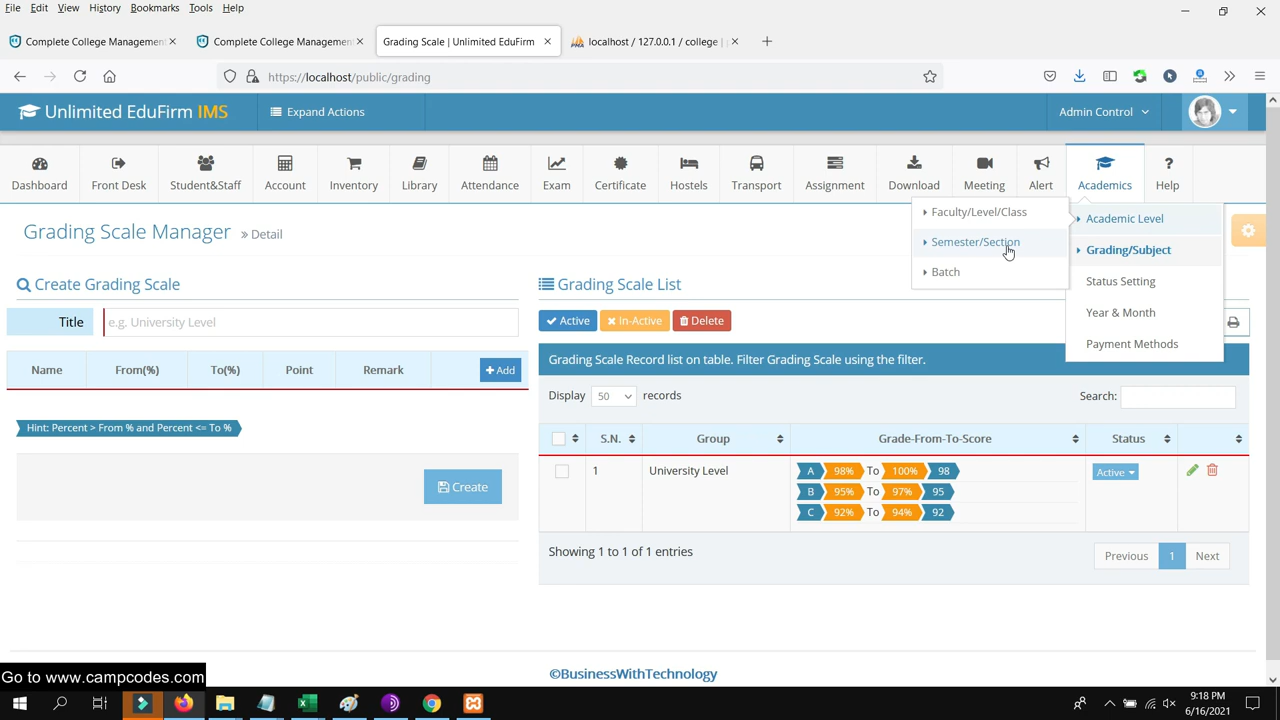 File Edit View History Bookmarks Tools Help
Complete College Management × Complete College Management × Grading Scale | Unlimited EduFirm × localhost / 127.0.0.1 / college | ×
https://localhost/public/grading
Unlimited EduFirm IMS Expand Actions Admin Control
Dashboard Front Desk Student&Staff Account Inventory Library Attendance Exam Certificate Hostels Transport Assignment Download Meeting Alert Academics Help
Faculty/Level/Class
Semester/Section
Batch
Academic Level
Grading/Subject
Status Setting
Year & Month
Payment Methods
Grading Scale Manager » Detail
Create Grading Scale
Title e.g. University Level
Name From(%) To(%) Point Remark + Add
Hint: Percent > From % and Percent <= To %
Create
Grading Scale List
Active In-Active Delete
Grading Scale Record list on table. Filter Grading Scale using the filter.
Display 50 records Search:
S.N. Group Grade-From-To-Score Status
1 University Level A 98% To 100% 98 Active
B 95% To 97% 95
C 92% To 94% 92
Showing 1 to 1 of 1 entries Previous 1 Next
©BusinessWithTechnology
Go to www.campcodes.com
9:18 PM
6/16/2021